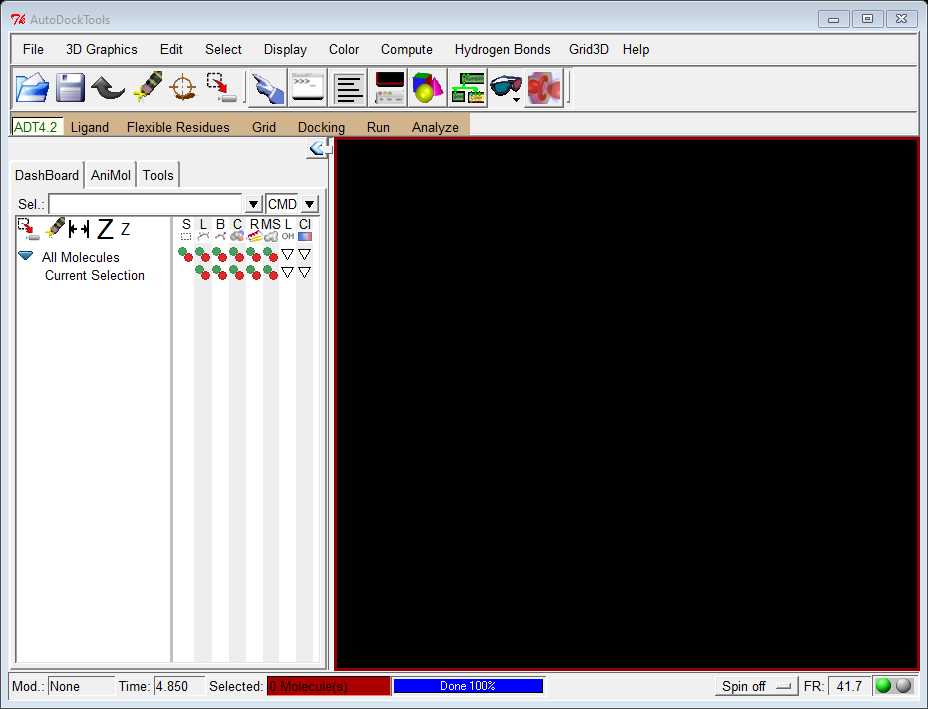 AutoDockTools
File 3D Graphics Edit Select Display Color Compute Hydrogen Bonds Grid3D Help
>>>
ADT4.2 Ligand Flexible Residues Grid Docking Run Analyze
DashBoard AniMol Tools
Sel.: CMD
Z Z S L B C R MS L Cl
OH
All Molecules
Current Selection
Mod.: None Time: 4.850 Selected: 0 Molecule(s) Done 100% Spin off FR: 41.7